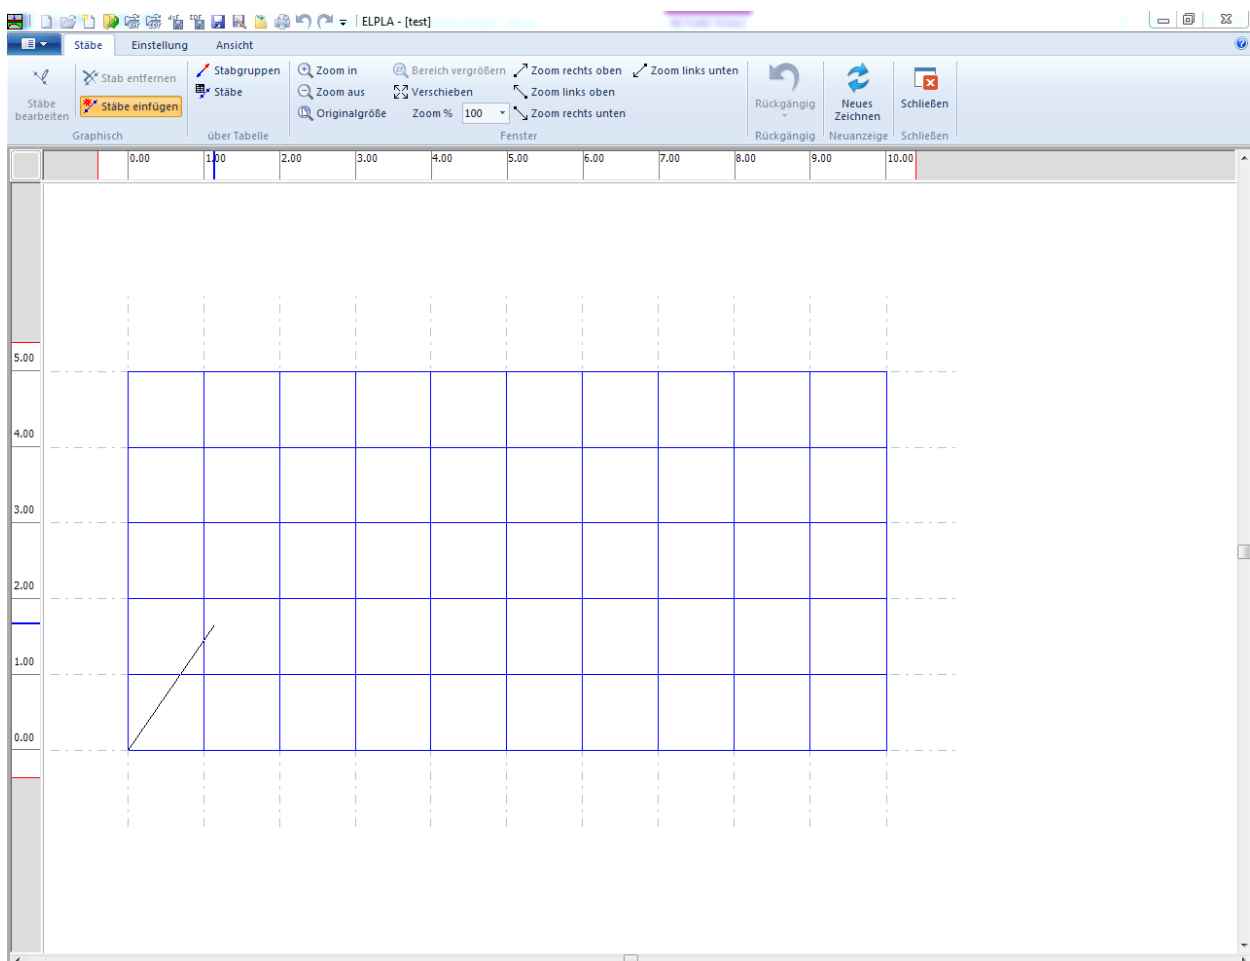 ELPLA - [test]
Stäbe Einstellung Ansicht
Stäbe bearbeiten
Stab entfernen
Stäbe einfügen
Graphisch
Stabgruppen
Stäbe
über Tabelle
Zoom in Bereich vergrößern Zoom rechts oben Zoom links unten
Zoom aus Verschieben Zoom links oben
Originalgröße Zoom % 100 Zoom rechts unten
Fenster
Rückgängig
Rückgängig
Neues Zeichnen
Neuanzeige
Schließen
Schließen
0.00 1.00 2.00 3.00 4.00 5.00 6.00 7.00 8.00 9.00 10.00
5.00
4.00
3.00
2.00
1.00
0.00